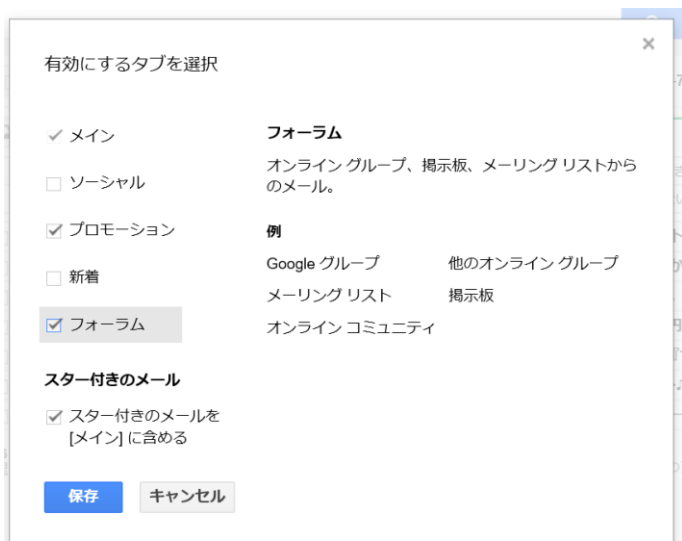 有効にするタブを選択
メイン
ソーシャル
プロモーション
新着
フォーラム
スター付きのメール
スター付きのメールを
[メイン] に含める
保存 キャンセル
フォーラム
オンライン グループ、掲示板、メーリング リストから
のメール。
例
Google グループ 他のオンライン グループ
メーリング リスト 掲示板
オンライン コミュニティ